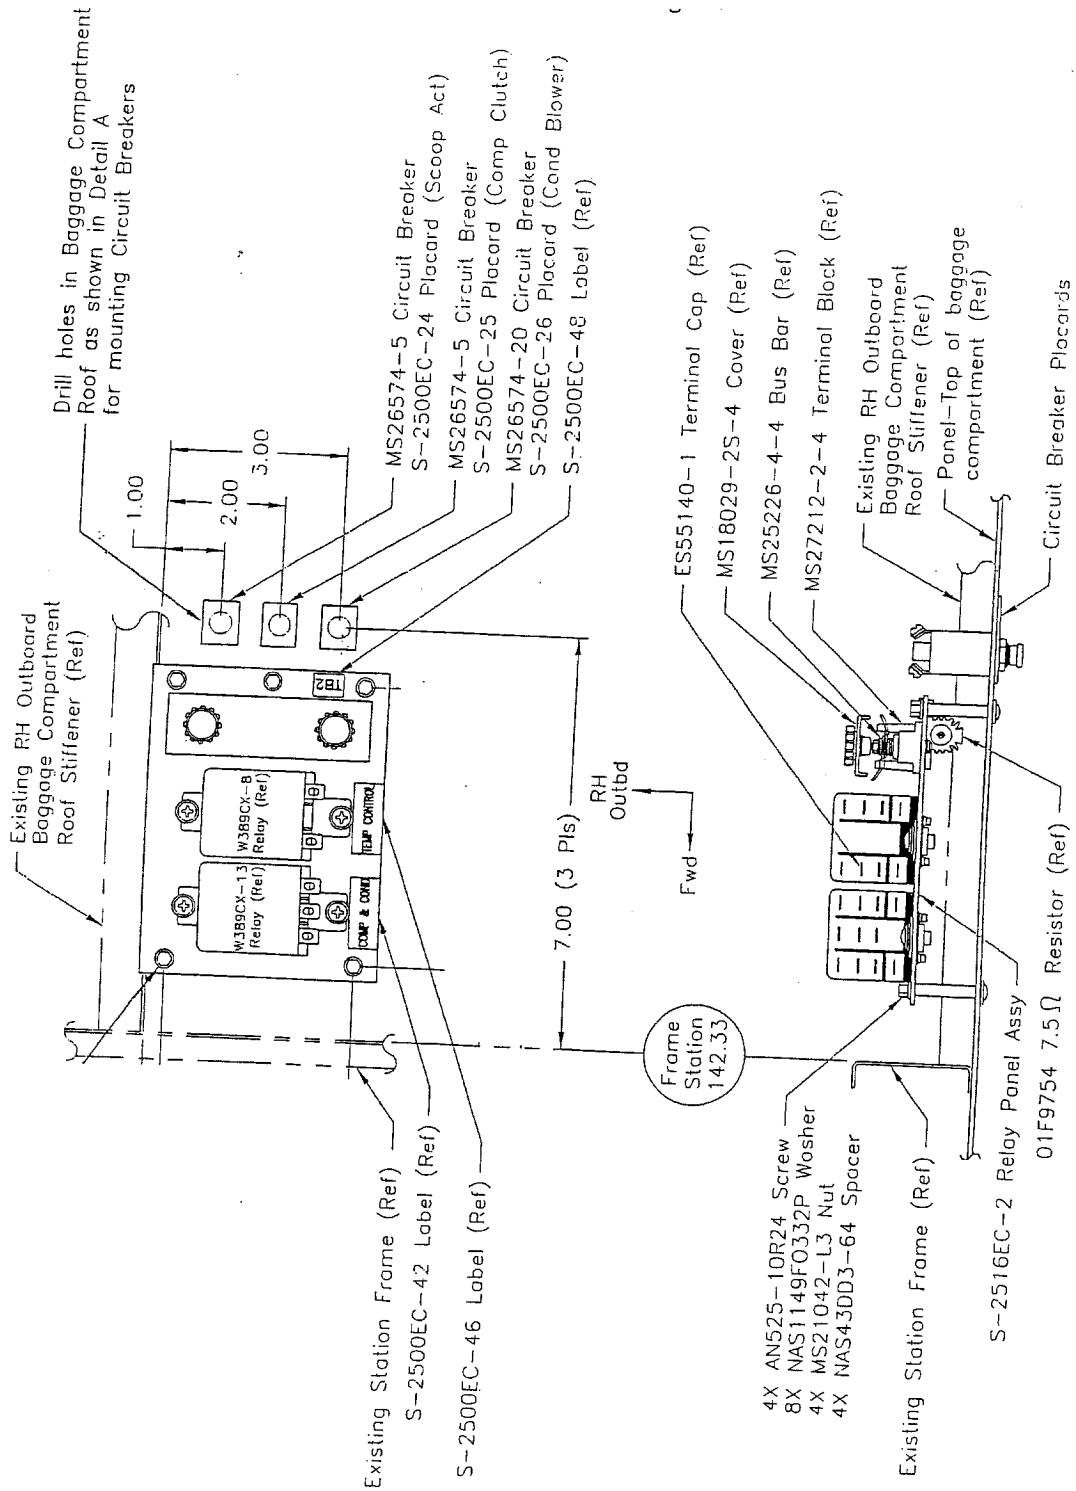 Existing RH Outboard
Baggage Compartment
Roof Stiffener (Ref)
Drill holes in Baggage Compartment
Roof as shown in Detail A
for mounting Circuit Breakers
1.00
2.00
3.00
MS26574-5 Circuit Breaker
S-2500EC-24 Placard (Scoop Act)
MS26574-5 Circuit Breaker
S-2500EC-25 Placard (Comp Clutch)
MS26574-20 Circuit Breaker
S-2500EC-26 Placard (Cond Blower)
S-2500EC-48 Label (Ref)
W389CX-13
Relay (Ref)
W389CX-8
Relay (Ref)
COMP & COND
TEMP CONTROL
TB2
Existing Station Frame (Ref)
S-2500EC-42 Label (Ref)
S-2500EC-46 Label (Ref)
7.00 (3 Pls)
RH
Outbd
Fwd
Frame
Station
142.33
ES55140-1 Terminal Cap (Ref)
MS18029-2S-4 Cover (Ref)
MS25226-4-4 Bus Bar (Ref)
MS27212-2-4 Terminal Block (Ref)
Existing RH Outboard
Baggage Compartment
Roof Stiffener (Ref)
Panel-Top of baggage
compartment (Ref)
Circuit Breaker Placards
4X AN525-10R24 Screw
8X NAS1149F0332P Washer
4X MS21042-L3 Nut
4X NAS43DD3-64 Spacer
Existing Station Frame (Ref)
S-2516EC-2 Relay Panel Assy
01F9754 7.5Ω Resistor (Ref)